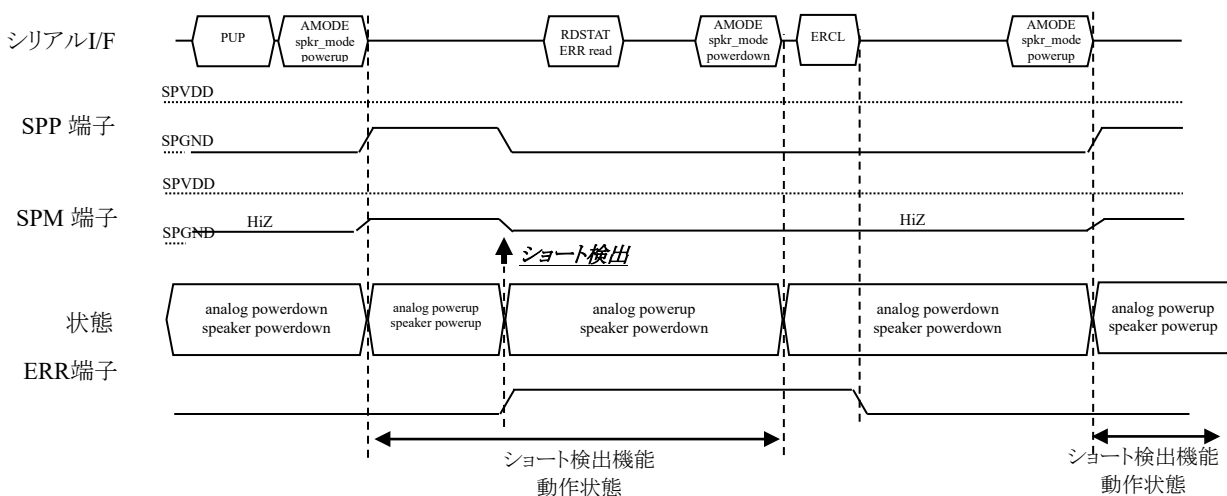 シリアルI/F
PUP
AMODE
spkr_mode
powerup
RDSTAT
ERR read
AMODE
spkr_mode
powerdown
ERCL
AMODE
spkr_mode
powerup
SPVDD
SPP 端子
SPGND
SPVDD
SPM 端子
SPGND
HiZ
HiZ
ショート検出
状態
analog powerdown
speaker powerdown
analog powerup
speaker powerup
analog powerup
speaker powerdown
analog powerdown
speaker powerdown
analog powerup
speaker powerup
ERR端子
ショート検出機能
動作状態
ショート検出機能
動作状態